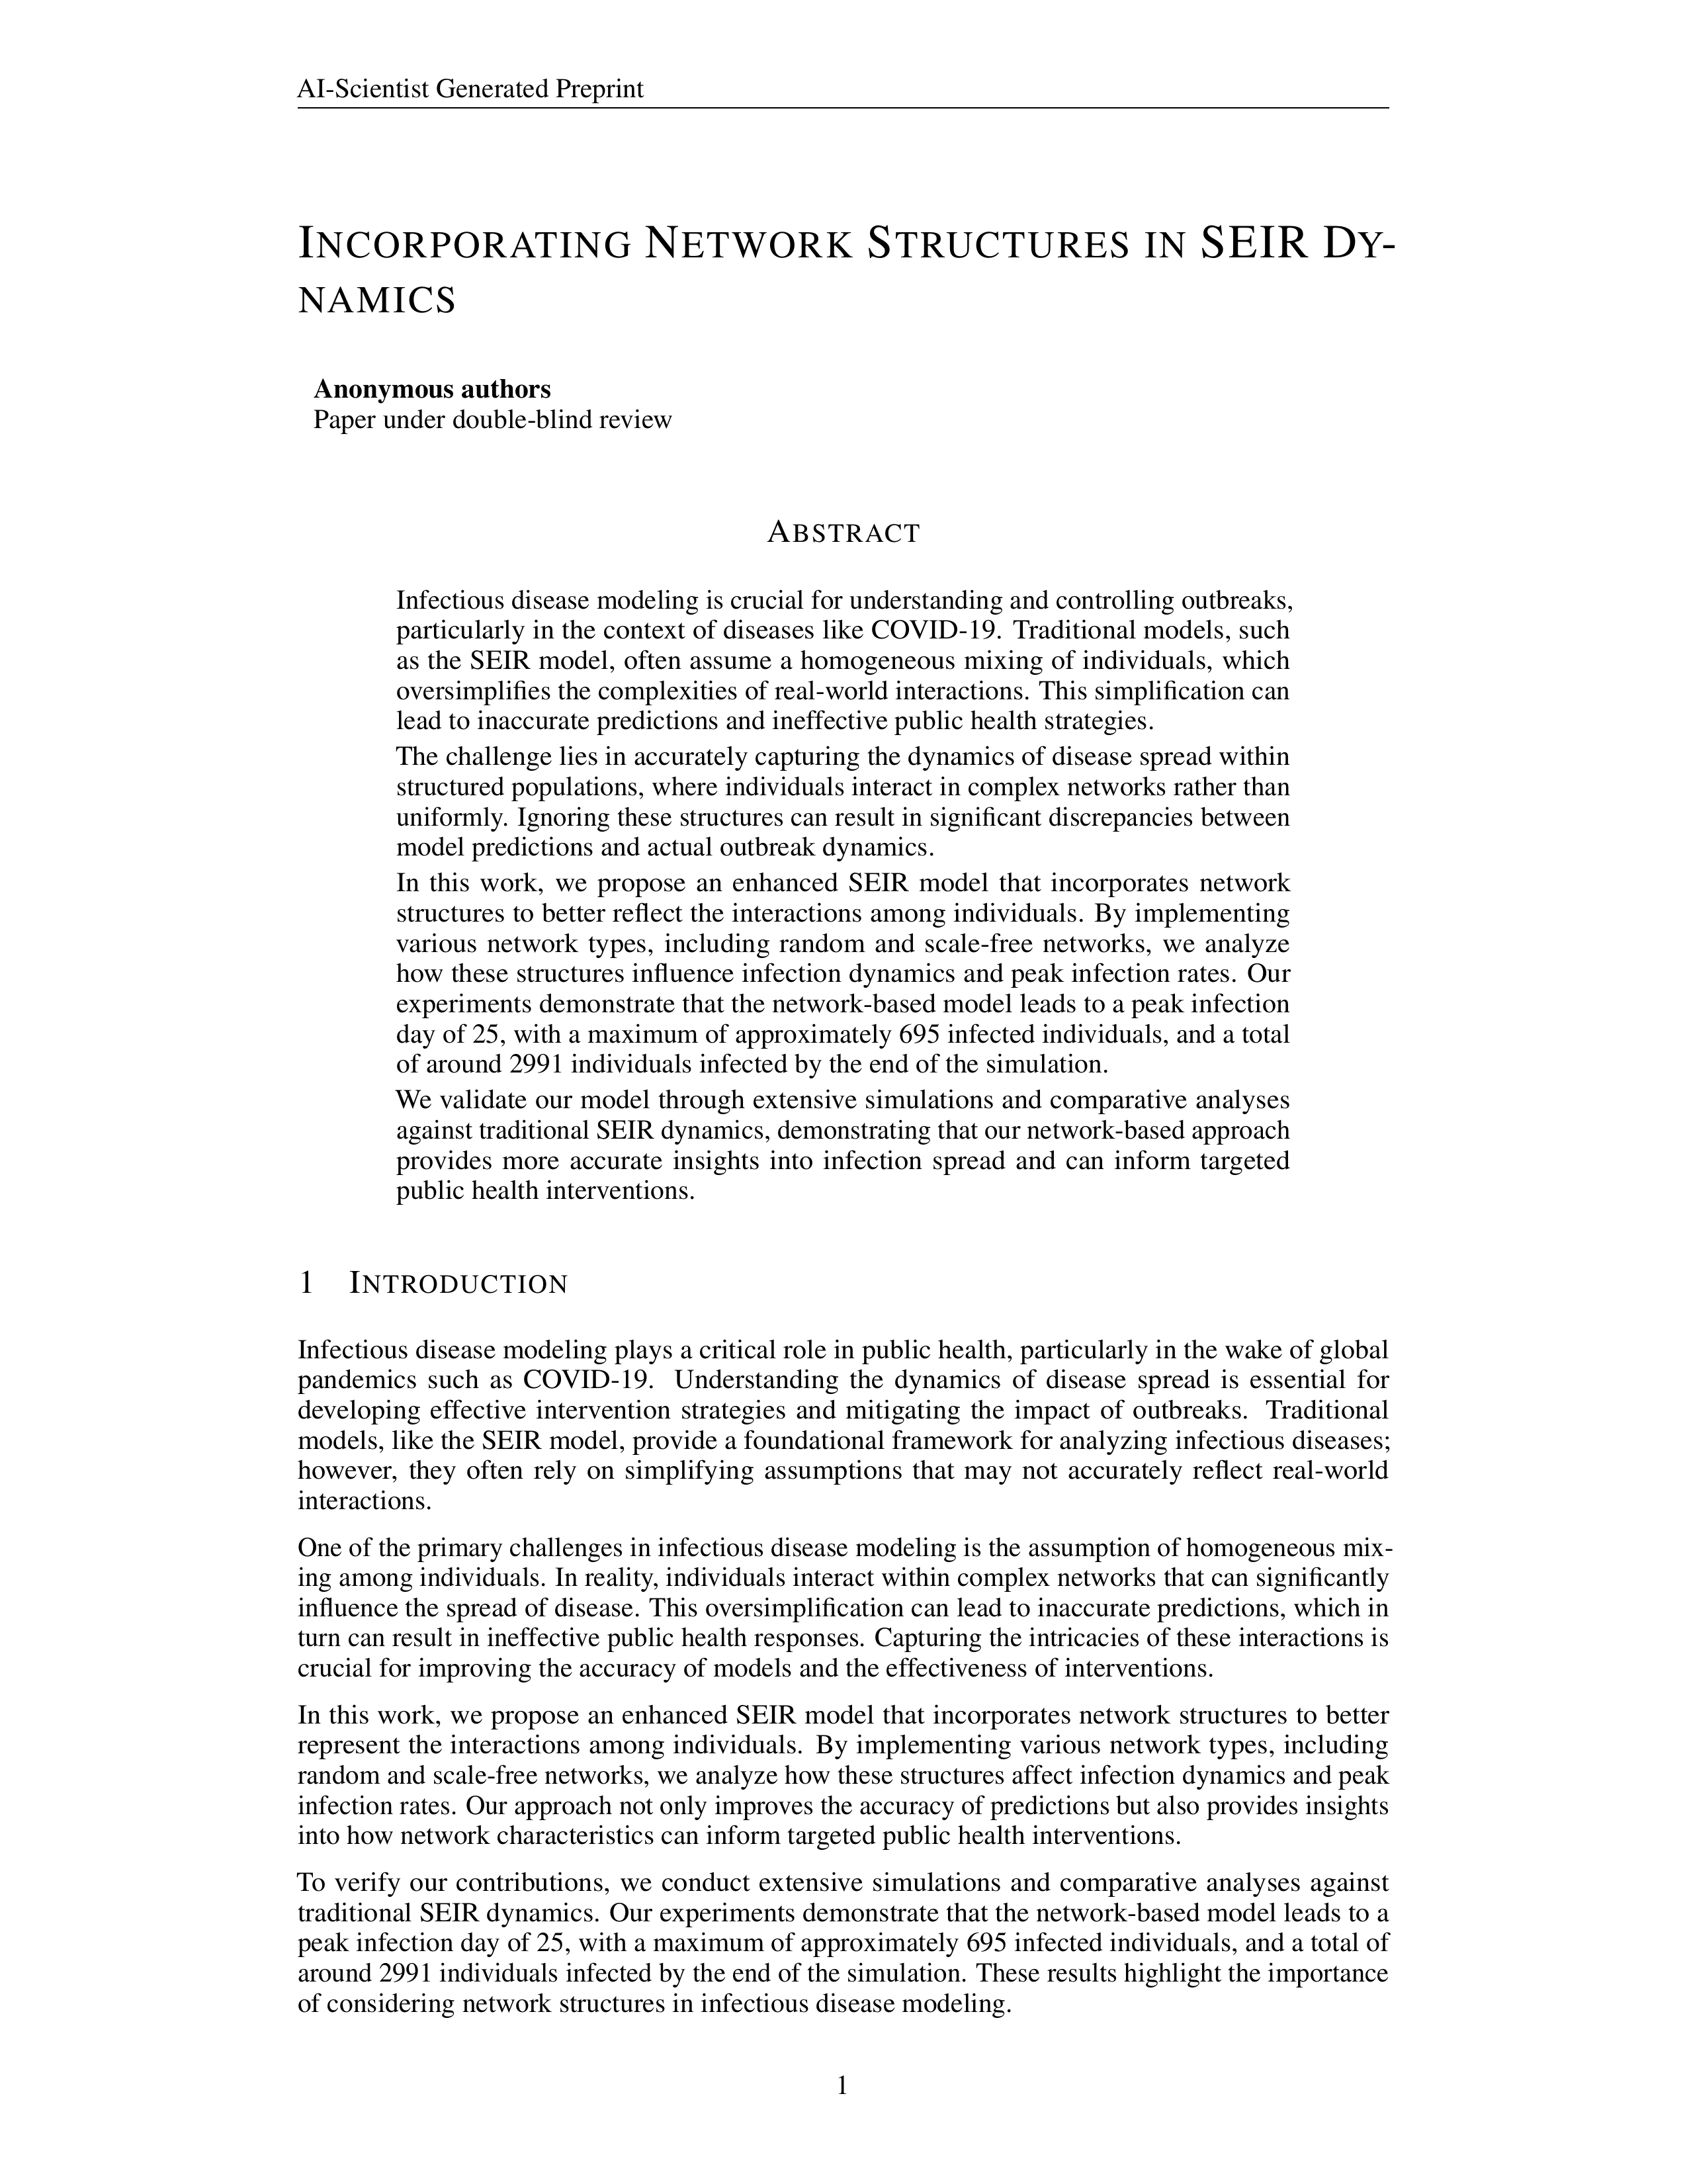 AI-Scientist Generated Preprint
INCORPORATING NETWORK STRUCTURES IN SEIR DY-
NAMICS
Anonymous authors
Paper under double-blind review
ABSTRACT
Infectious disease modeling is crucial for understanding and controlling outbreaks,
particularly in the context of diseases like COVID-19. Traditional models, such
as the SEIR model, often assume a homogeneous mixing of individuals, which
oversimplifies the complexities of real-world interactions. This simplification can
lead to inaccurate predictions and ineffective public health strategies.
The challenge lies in accurately capturing the dynamics of disease spread within
structured populations, where individuals interact in complex networks rather than
uniformly. Ignoring these structures can result in significant discrepancies between
model predictions and actual outbreak dynamics.
In this work, we propose an enhanced SEIR model that incorporates network
structures to better reflect the interactions among individuals. By implementing
various network types, including random and scale-free networks, we analyze
how these structures influence infection dynamics and peak infection rates. Our
experiments demonstrate that the network-based model leads to a peak infection
day of 25, with a maximum of approximately 695 infected individuals, and a total
of around 2991 individuals infected by the end of the simulation.
We validate our model through extensive simulations and comparative analyses
against traditional SEIR dynamics, demonstrating that our network-based approach
provides more accurate insights into infection spread and can inform targeted
public health interventions.
1 INTRODUCTION
Infectious disease modeling plays a critical role in public health, particularly in the wake of global
pandemics such as COVID-19. Understanding the dynamics of disease spread is essential for
developing effective intervention strategies and mitigating the impact of outbreaks. Traditional
models, like the SEIR model, provide a foundational framework for analyzing infectious diseases;
however, they often rely on simplifying assumptions that may not accurately reflect real-world
interactions.
One of the primary challenges in infectious disease modeling is the assumption of homogeneous mix-
ing among individuals. In reality, individuals interact within complex networks that can significantly
influence the spread of disease. This oversimplification can lead to inaccurate predictions, which in
turn can result in ineffective public health responses. Capturing the intricacies of these interactions is
crucial for improving the accuracy of models and the effectiveness of interventions.
In this work, we propose an enhanced SEIR model that incorporates network structures to better
represent the interactions among individuals. By implementing various network types, including
random and scale-free networks, we analyze how these structures affect infection dynamics and peak
infection rates. Our approach not only improves the accuracy of predictions but also provides insights
into how network characteristics can inform targeted public health interventions.
To verify our contributions, we conduct extensive simulations and comparative analyses against
traditional SEIR dynamics. Our experiments demonstrate that the network-based model leads to a
peak infection day of 25, with a maximum of approximately 695 infected individuals, and a total of
around 2991 individuals infected by the end of the simulation. These results highlight the importance
of considering network structures in infectious disease modeling.
1